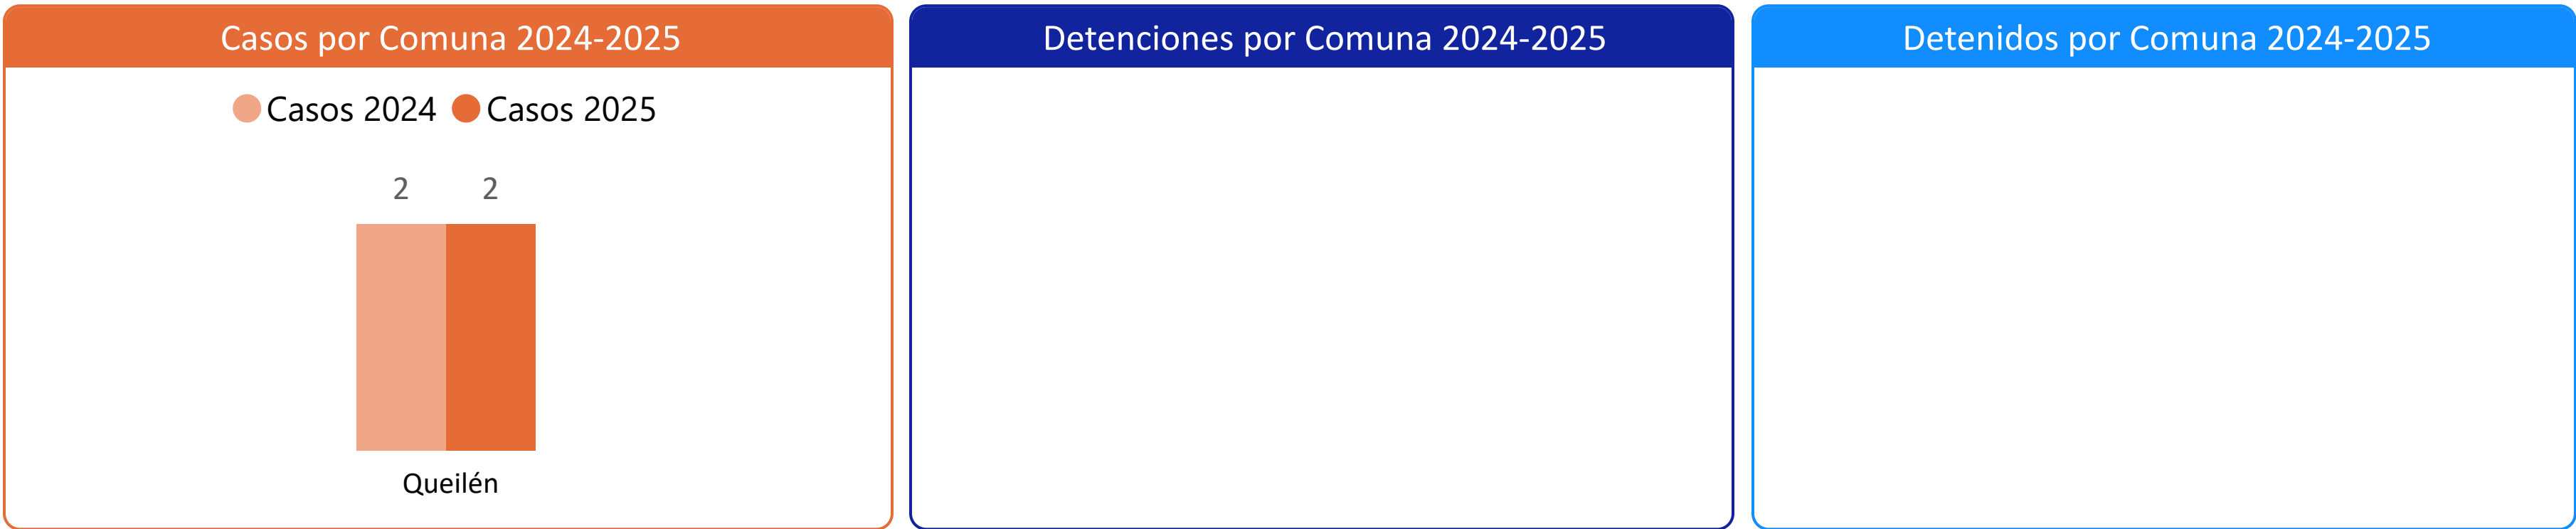 Casos por Comuna 2024-2025
Casos 2024 Casos 2025
2 2
Queilén
Detenciones por Comuna 2024-2025
Detenidos por Comuna 2024-2025